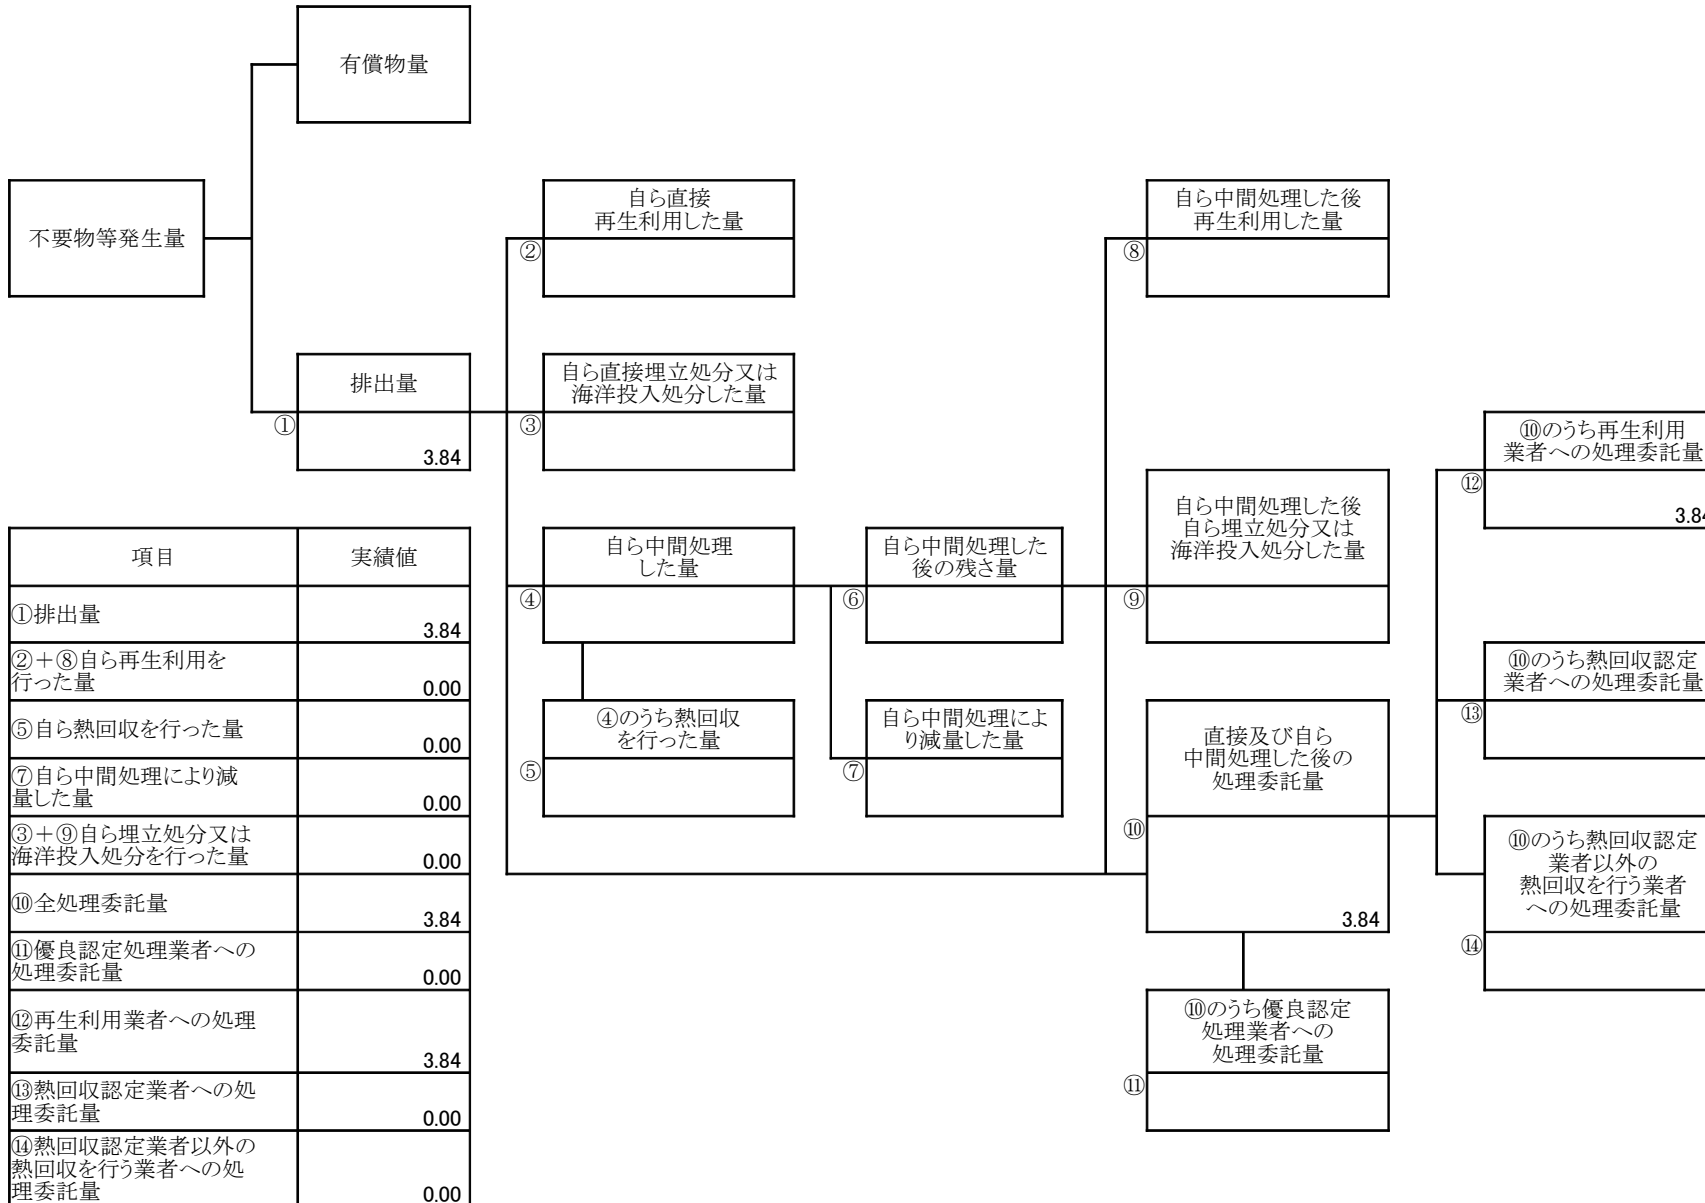 有償物量
不要物等発生量
自ら直接
再生利用した量
②
自ら中間処理した後
再生利用した量
⑧
排出量
①
3.84
自ら直接埋立処分又は
海洋投入処分した量
③
⑩のうち再生利用
業者への処理委託量
⑫
3.84
自ら中間処理
した量
④
自ら中間処理した
後の残さ量
⑥
自ら中間処理した後
自ら埋立処分又は
海洋投入処分した量
⑨
⑩のうち熱回収認定
業者への処理委託量
⑬
④のうち熱回収
を行った量
⑤
自ら中間処理によ
り減量した量
⑦
直接及び自ら
中間処理した後の
処理委託量
⑩
3.84
⑩のうち熱回収認定
業者以外の
熱回収を行う業者
への処理委託量
⑭
⑩のうち優良認定
処理業者への
処理委託量
⑪
項目 実績値
①排出量
3.84
②+⑧自ら再生利用を
行った量
0.00
⑤自ら熱回収を行った量
0.00
⑦自ら中間処理により減
量した量
0.00
③+⑨自ら埋立処分又は
海洋投入処分を行った量
0.00
⑩全処理委託量
3.84
⑪優良認定処理業者への
処理委託量
0.00
⑫再生利用業者への処理
委託量
3.84
⑬熱回収認定業者への処
理委託量
0.00
⑭熱回収認定業者以外の
熱回収を行う業者への処
理委託量
0.00